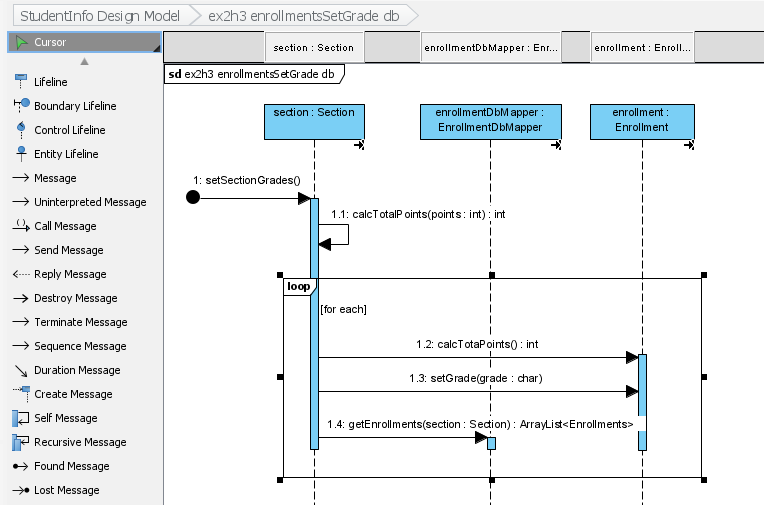 StudentInfo Design Model
ex2h3 enrollmentsSetGrade db
Cursor
Lifeline
Boundary Lifeline
Control Lifeline
Entity Lifeline
Message
Uninterpreted Message
Call Message
Send Message
Reply Message
Destroy Message
Terminate Message
Sequence Message
Duration Message
Create Message
Self Message
Recursive Message
Found Message
Lost Message
section : Section
enrollmentDbMapper : Enr...
enrollment : Enroll...
sd ex2h3 enrollmentsSetGrade db
section : Section
enrollmentDbMapper :
EnrollmentDbMapper
enrollment :
Enrollment
1: setSectionGrades()
1.1: calcTotalPoints(points : int) : int
loop
[for each]
1.2: calcTotaPoints() : int
1.3: setGrade(grade : char)
1.4: getEnrollments(section : Section) : ArrayList<Enrollments>